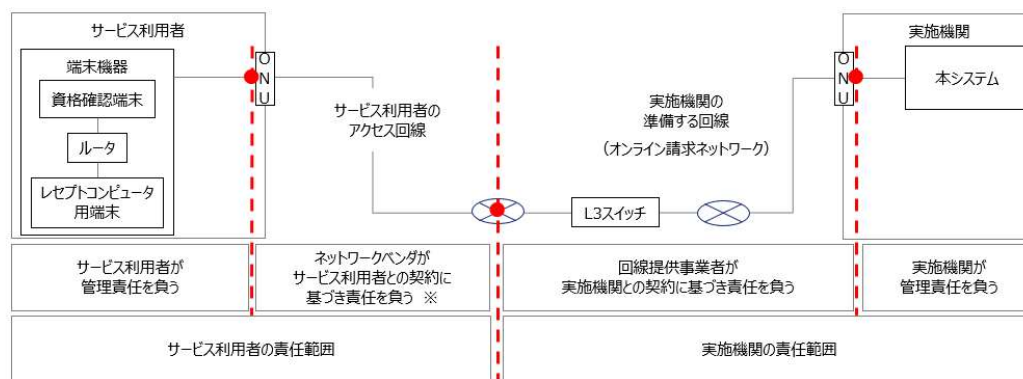 サービス利用者
端末機器
資格確認端末
ルータ
レセプトコンピュータ
用端末
ONU
サービス利用者の
アクセス回線
実施機関の
準備する回線
（オンライン請求ネットワーク）
L3スイッチ
ONU
実施機関
本システム
サービス利用者が
管理責任を負う
ネットワークベンダが
サービス利用者との契約に
基づき責任を負う ※
回線提供事業者が
実施機関との契約に基づき責任を負う
実施機関が
管理責任を負う
サービス利用者の責任範囲
実施機関の責任範囲